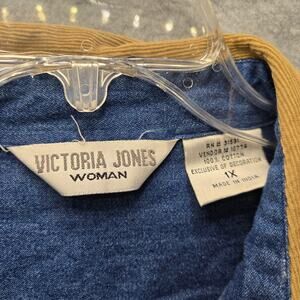 VICTORIA JONES
WOMAN
RN #
VENDOR #
100% COTTON
EXCLUSIVE OF DECORATION
1X
MADE IN INDIA